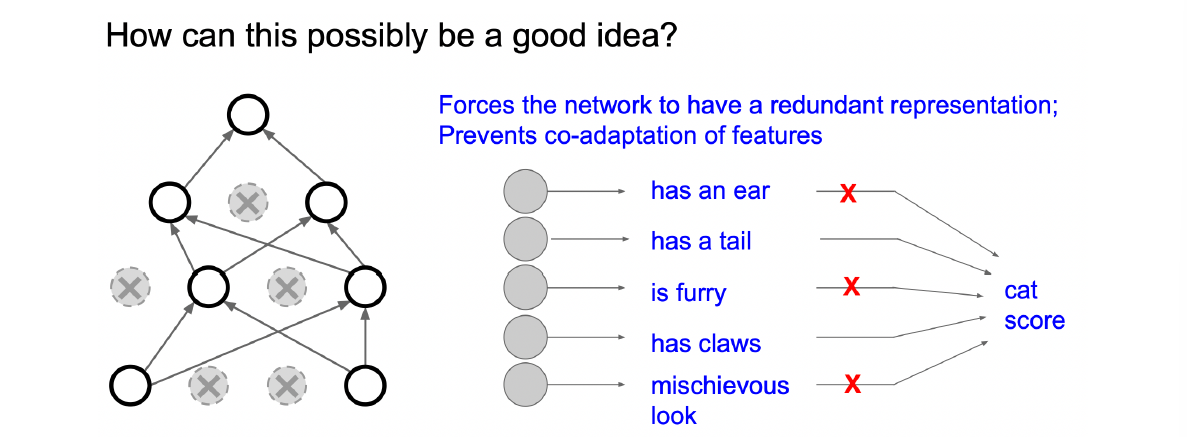 How can this possibly be a good idea?
Forces the network to have a redundant representation;
Prevents co-adaptation of features
has an ear
X
has a tail
is furry
X
cat
score
has claws
mischievous
X
look